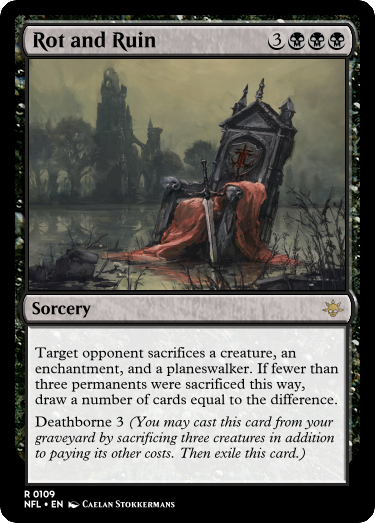 Rot and Ruin 3
Sorcery
Target opponent sacrifices a creature, an
enchantment, and a planeswalker. If fewer than
three permanents were sacrificed this way,
draw a number of cards equal to the difference.
Deathborne 3 (You may cast this card from your
graveyard by sacrificing three creatures in addition
to paying its other costs. Then exile this card.)
R 0109
NFL • EN Caelan Stokkermans